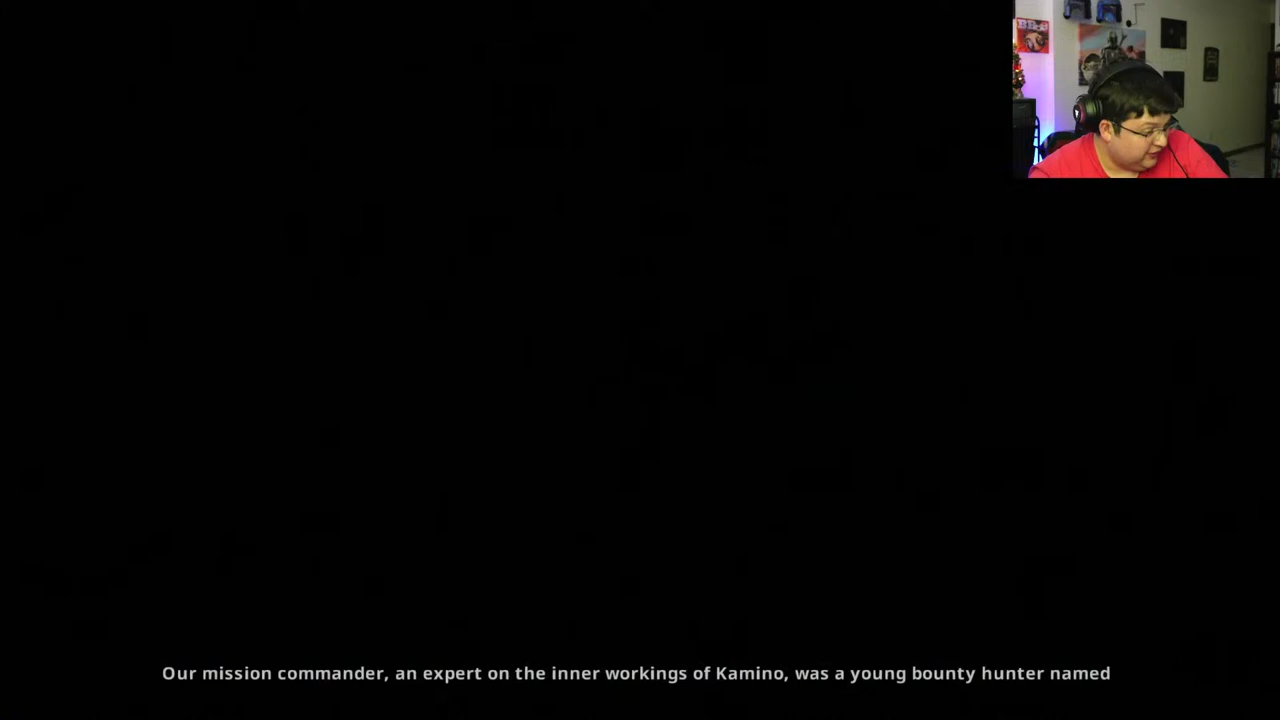 Our mission commander, an expert on the inner workings of Kamino, was a young bounty hunter named